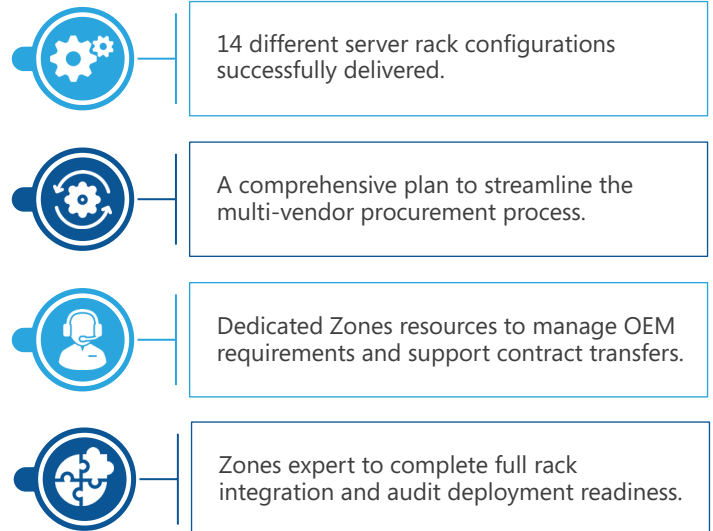 14 different server rack configurations
successfully delivered.
A comprehensive plan to streamline the
multi-vendor procurement process.
Dedicated Zones resources to manage OEM
requirements and support contract transfers.
Zones expert to complete full rack
integration and audit deployment readiness.